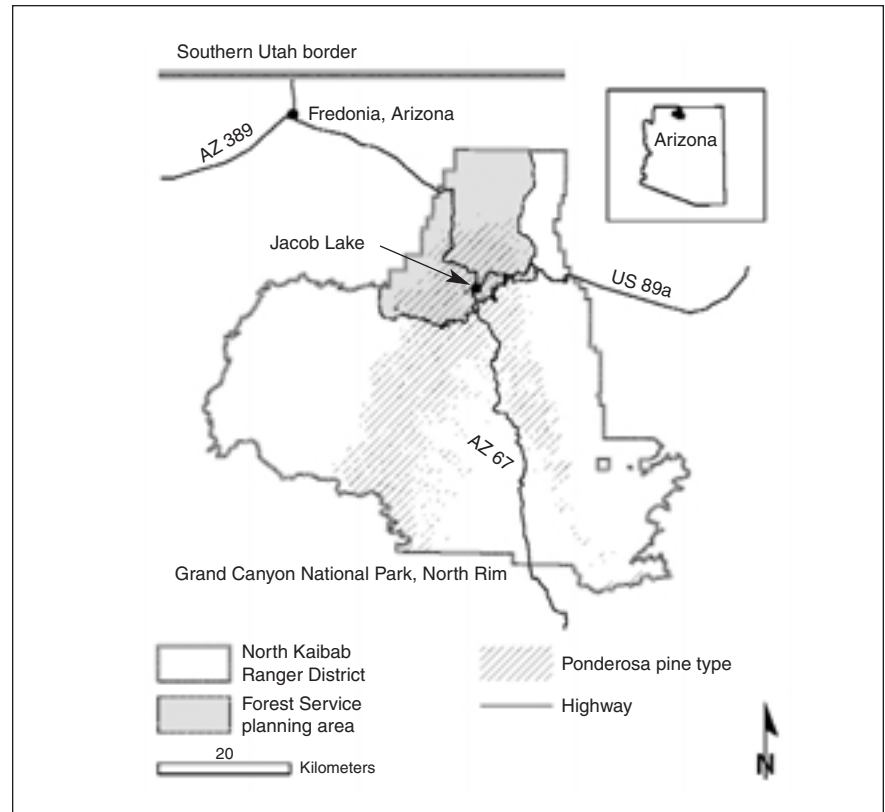 Southern Utah border
Fredonia, Arizona
AZ 389
Arizona
Jacob Lake
US 89a
AZ 67
Grand Canyon National Park, North Rim
North Kaibab
Ranger District
Ponderosa pine type
Forest Service
planning area
Highway
20
Kilometers
N